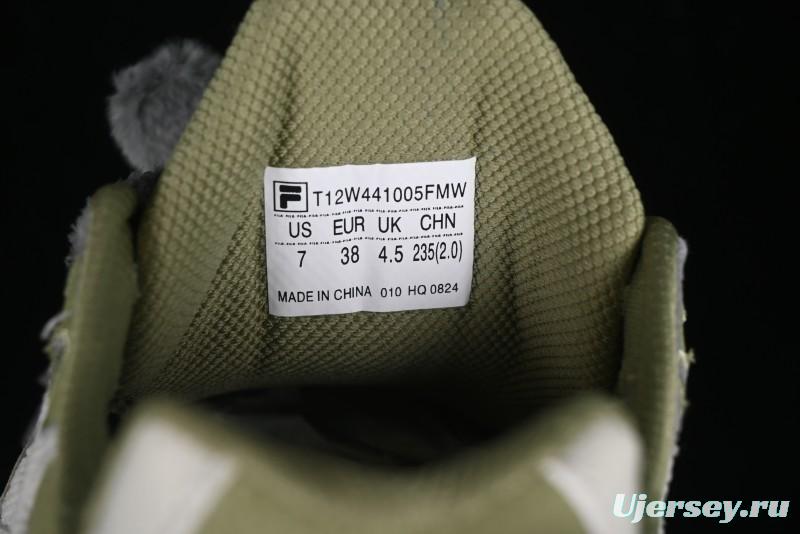 F T12W441005FMW
US EUR UK CHN
7 38 4.5 235(2.0)
MADE IN CHINA 010 HQ 0824
Ujersey.ru